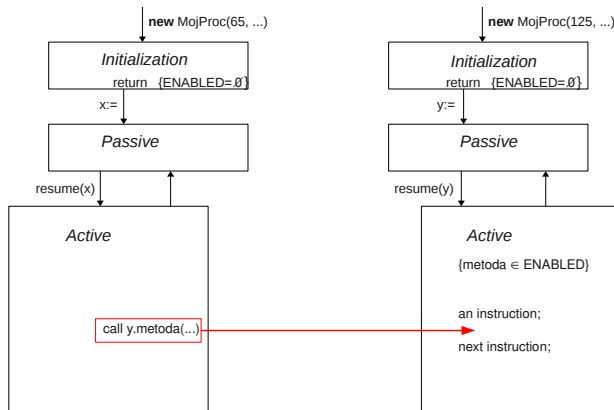 new MojProc(65, ...)
Initialization
return {ENABLED=∅}
x:=
Passive
resume(x)
Active
call y.metoda(...)
new MojProc(125, ...)
Initialization
return {ENABLED=∅}
y:=
Passive
resume(y)
Active
{metoda ∈ ENABLED}
an instruction;
next instruction;